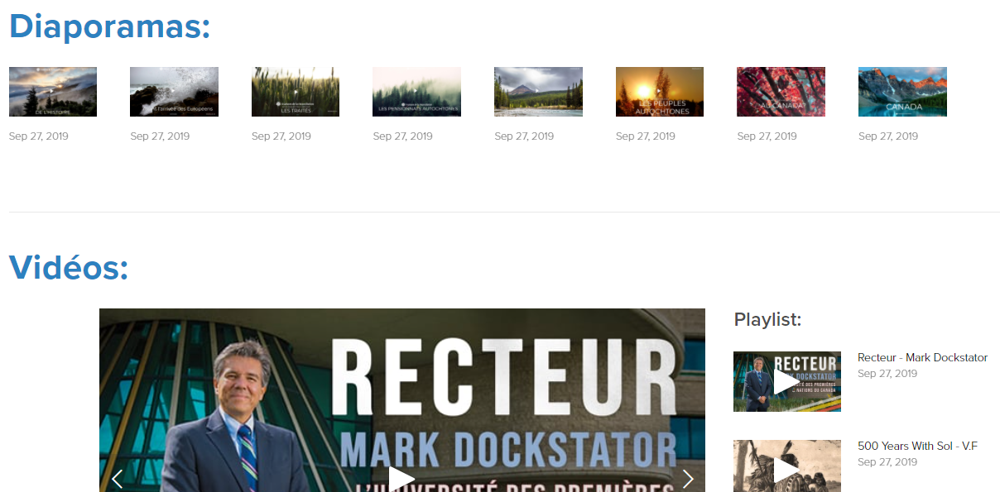 Diaporamas:
DE L'HISTOIRE
et l'arrivée des Européens
LES TRAITÉS
LES PENSIONNATS AUTOCHTONES
LES PEUPLES
AUTOCHTONES
AU CANADA?
CANADA
Sep 27, 2019
Sep 27, 2019
Sep 27, 2019
Sep 27, 2019
Sep 27, 2019
Sep 27, 2019
Sep 27, 2019
Sep 27, 2019
Vidéos:
RECTEUR
MARK DOCKSTATOR
L'UNIVERSITÉ DES PREMIÈRES
Playlist:
RECTEUR
MARK DOCKSTATOR
DES PREMIÈRES
NATIONS DU CANADA
Recteur - Mark Dockstator
Sep 27, 2019
500 Years With Sol - V.F
Sep 27, 2019